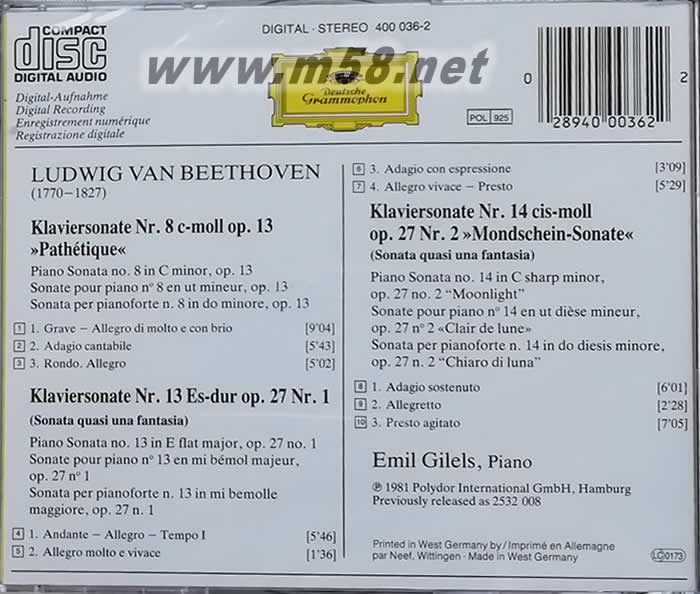 COMPACT
disc
DIGITAL AUDIO
DIGITAL · STEREO 400 036-2
www.m58.net
Deutsche
Grammophon
Digital-Aufnahme
Digital Recording
Enregistrement numérique
Registrazione digitale
POL 925
0 2
28940 00362
LUDWIG VAN BEETHOVEN
(1770–1827)
Klaviersonate Nr. 8 c-moll op. 13
»Pathétique«
Piano Sonata no. 8 in C minor, op. 13
Sonate pour piano n° 8 en ut mineur, op. 13
Sonata per pianoforte n. 8 in do minore, op. 13
1 1. Grave – Allegro di molto e con brio [9'04]
2 2. Adagio cantabile [5'43]
3 3. Rondo. Allegro [5'02]
Klaviersonate Nr. 13 Es-dur op. 27 Nr. 1
(Sonata quasi una fantasia)
Piano Sonata no. 13 in E flat major, op. 27 no. 1
Sonate pour piano n° 13 en mi bémol majeur,
op. 27 n° 1
Sonata per pianoforte n. 13 in mi bemolle
maggiore, op. 27 n. 1
4 1. Andante – Allegro – Tempo I [5'46]
5 2. Allegro molto e vivace [1'36]
6 3. Adagio con espressione [3'09]
7 4. Allegro vivace – Presto [5'29]
Klaviersonate Nr. 14 cis-moll
op. 27 Nr. 2 »Mondschein-Sonate«
(Sonata quasi una fantasia)
Piano Sonata no. 14 in C sharp minor,
op. 27 no. 2 “Moonlight”
Sonate pour piano n° 14 en ut dièse mineur,
op. 27 n° 2 «Clair de lune»
Sonata per pianoforte n. 14 in do diesis minore,
op. 27 n. 2 “Chiaro di luna”
8 1. Adagio sostenuto [6'01]
9 2. Allegretto [2'28]
10 3. Presto agitato [7'05]
Emil Gilels, Piano
℗ 1981 Polydor International GmbH, Hamburg
Previously released as 2532 008
Printed in West Germany by / Imprimé en Allemagne
par Neef, Wittingen · Made in West Germany
LC 0173